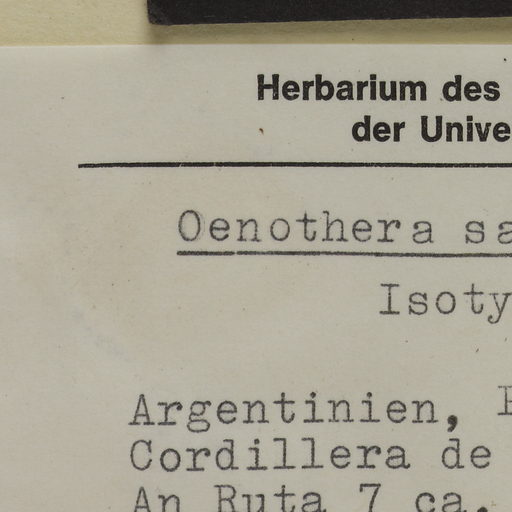 Herbarium des
der Unive
Oenothera sa
Isoty
Argentinien,
Cordillera de
An Ruta 7 ca.